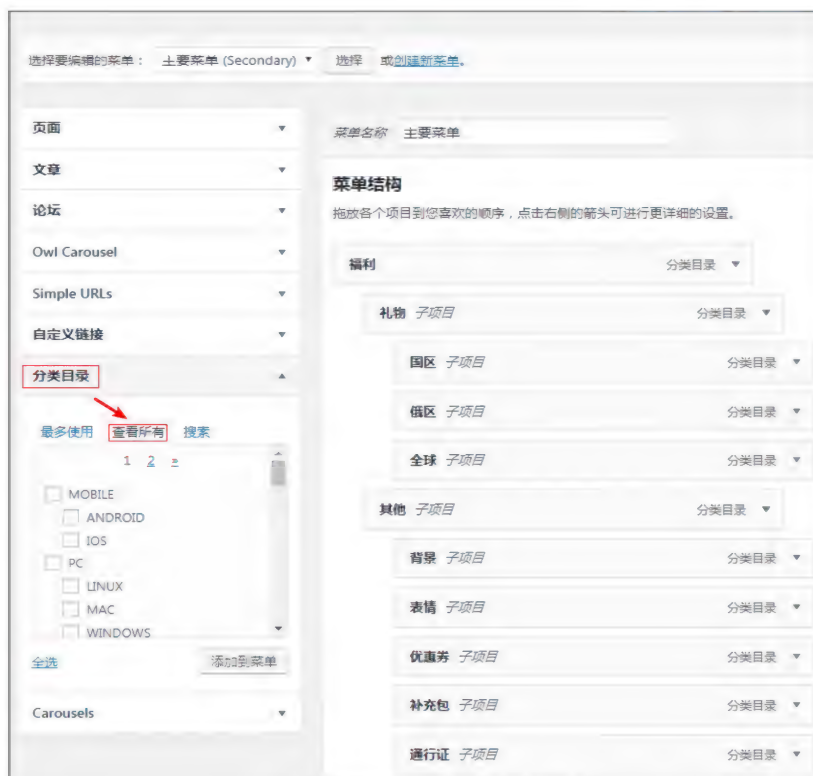 选择要编辑的菜单： 主要菜单 (Secondary) 选择 或创建新菜单。
页面
文章
论坛
Owl Carousel
Simple URLs
自定义链接
分类目录
最多使用 查看所有 搜索
1 2 »
MOBILE
ANDROID
IOS
PC
LINUX
MAC
WINDOWS
全选 添加到菜单
Carousels
菜单名称 主要菜单
菜单结构
拖放各个项目到您喜欢的顺序，点击右侧的箭头可进行更详细的设置。
福利 分类目录
礼物 子项目 分类目录
国区 子项目 分类目录
俄区 子项目 分类目录
全球 子项目 分类目录
其他 子项目 分类目录
背景 子项目 分类目录
表情 子项目 分类目录
优惠券 子项目 分类目录
补充包 子项目 分类目录
通行证 子项目 分类目录